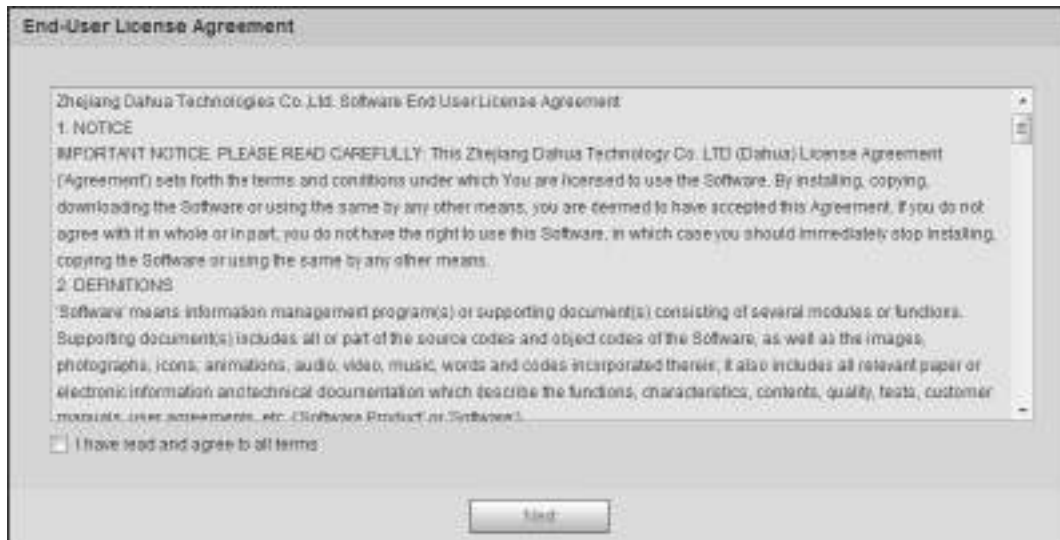 End-User License Agreement
Zhejiang Dahua Technologies Co.,Ltd. Software End User License Agreement
1. NOTICE
IMPORTANT NOTICE, PLEASE READ CAREFULLY: This Zhejiang Dahua Technology Co. LTD (Dahua) License Agreement
('Agreement') sets forth the terms and conditions under which You are licensed to use the Software. By installing, copying,
downloading the Software or using the same by any other means, you are deemed to have accepted this Agreement. If you do not
agree with it in whole or in part, you do not have the right to use this Software, in which case you should immediately stop installing,
copying the Software or using the same by any other means.
2. DEFINITIONS
'Software' means information management program(s) or supporting document(s) consisting of several modules or functions.
Supporting document(s) includes all or part of the source codes and object codes of the Software, as well as the images,
photographs, icons, animations, audio, video, music, words and codes incorporated therein; it also includes all relevant paper or
electronic information and technical documentation which describe the functions, characteristics, contents, quality, tests, customer
manuals, user agreements, etc. ('Software Product' or 'Software').
I have read and agree to all terms
Next